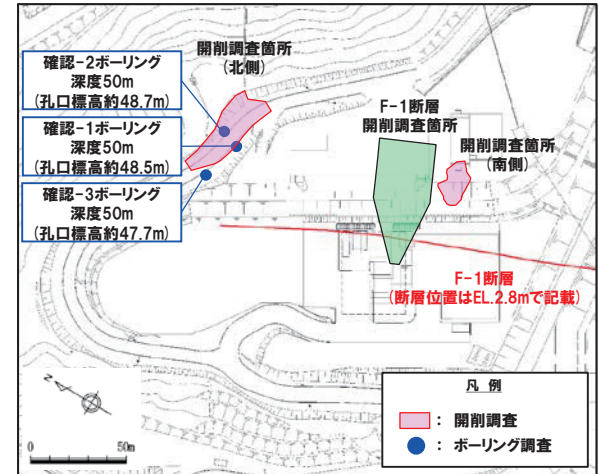 確認-2ボーリング
深度50m
(孔口標高約48.7m)
確認-1ボーリング
深度50m
(孔口標高約48.5m)
確認-3ボーリング
深度50m
(孔口標高約47.7m)
開削調査箇所
(北側)
F-1断層
開削調査箇所
開削調査箇所
(南側)
F-1断層
(断層位置はEL.2.8mで記載)
N
0
50m
凡 例
: 開削調査
: ボーリング調査